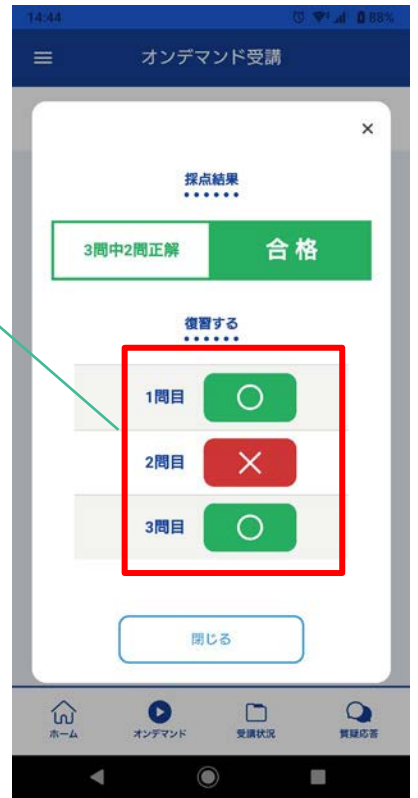 14:44 88%
オンデマンド受講
×
採点結果
3問中2問正解 合格
復習する
1問目 ○
2問目 ×
3問目 ○
閉じる
ホーム オンデマンド 受講状況 質疑応答